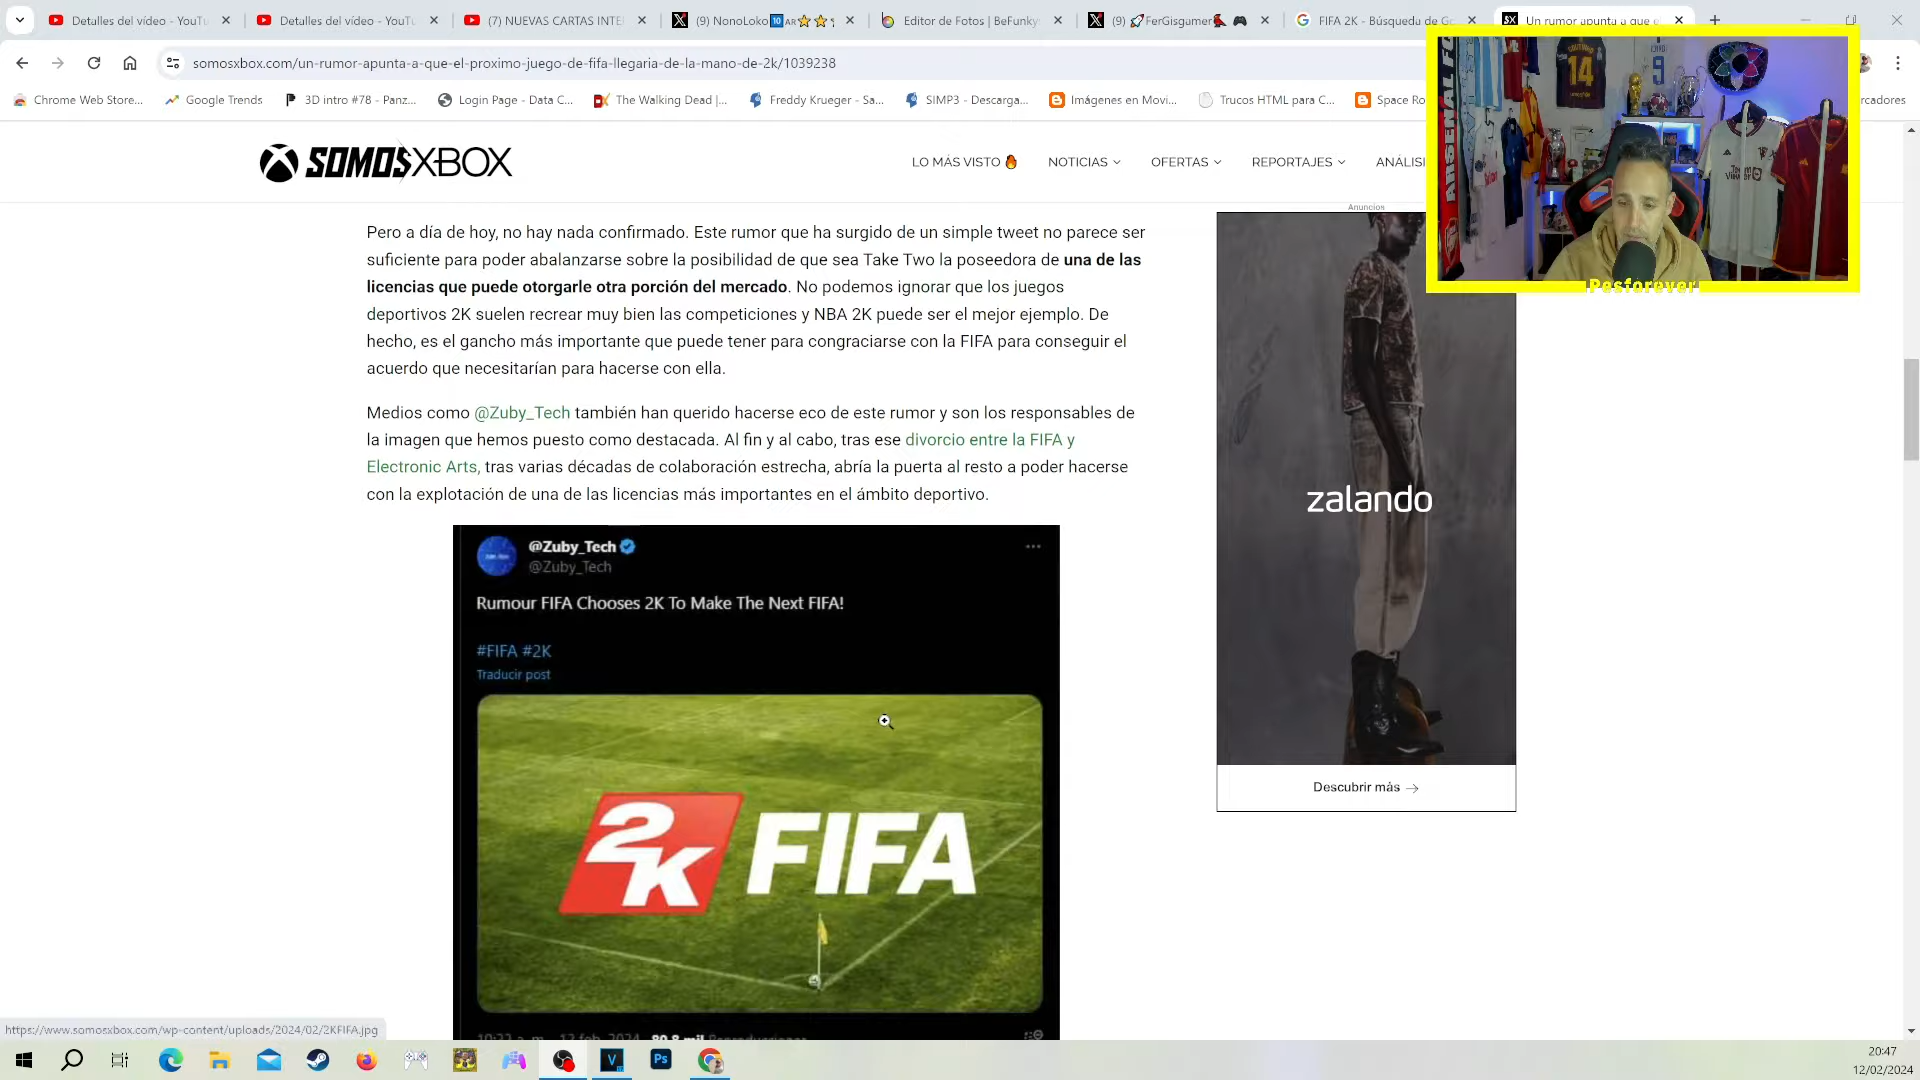 Detalles del vídeo - YouTu
Detalles del vídeo - YouTu
(7) NUEVAS CARTAS INTE
(9) NonoLoko
Editor de Fotos | BeFunky
(9) 🚀FerGisgamer
FIFA 2K - Búsqueda de Go
Un rumor apunta a que e
somosxbox.com/un-rumor-apunta-a-que-el-proximo-juego-de-fifa-llegaria-de-la-mano-de-2k/1039238
Chrome Web Store...
Google Trends
3D intro #78 - Panz...
Login Page - Data C...
The Walking Dead |...
Freddy Krueger - Sa...
SIMP3 - Descarga...
Imágenes en Movi...
Trucos HTML para C...
Space Ro
rcadores
SOMOSXBOX
LO MÁS VISTO 🔥
NOTICIAS
OFERTAS
REPORTAJES
ANÁLISI
Pero a día de hoy, no hay nada confirmado. Este rumor que ha surgido de un simple tweet no parece ser
suficiente para poder abalanzarse sobre la posibilidad de que sea Take Two la poseedora de una de las
licencias que puede otorgarle otra porción del mercado. No podemos ignorar que los juegos
deportivos 2K suelen recrear muy bien las competiciones y NBA 2K puede ser el mejor ejemplo. De
hecho, es el gancho más importante que puede tener para congraciarse con la FIFA para conseguir el
acuerdo que necesitarían para hacerse con ella.
Medios como @Zuby_Tech también han querido hacerse eco de este rumor y son los responsables de
la imagen que hemos puesto como destacada. Al fin y al cabo, tras ese divorcio entre la FIFA y
Electronic Arts, tras varias décadas de colaboración estrecha, abría la puerta al resto a poder hacerse
con la explotación de una de las licencias más importantes en el ámbito deportivo.
@Zuby_Tech
@Zuby_Tech
Rumour FIFA Chooses 2K To Make The Next FIFA!
#FIFA #2K
Traducir post
2K FIFA
Anuncios
zalando
Descubrir más →
ARSENAL FC
14
9
TeamViewer
Pesforever
https://www.somosxbox.com/wp-content/uploads/2024/02/2KFIFA.jpg
V
Ps
20:47
12/02/2024